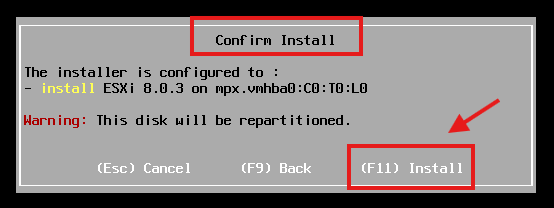 Confirm Install
The installer is configured to :
- install ESXi 8.0.3 on mpx.vmhba0:C0:T0:L0
Warning: This disk will be repartitioned.
(Esc) Cancel (F9) Back (F11) Install